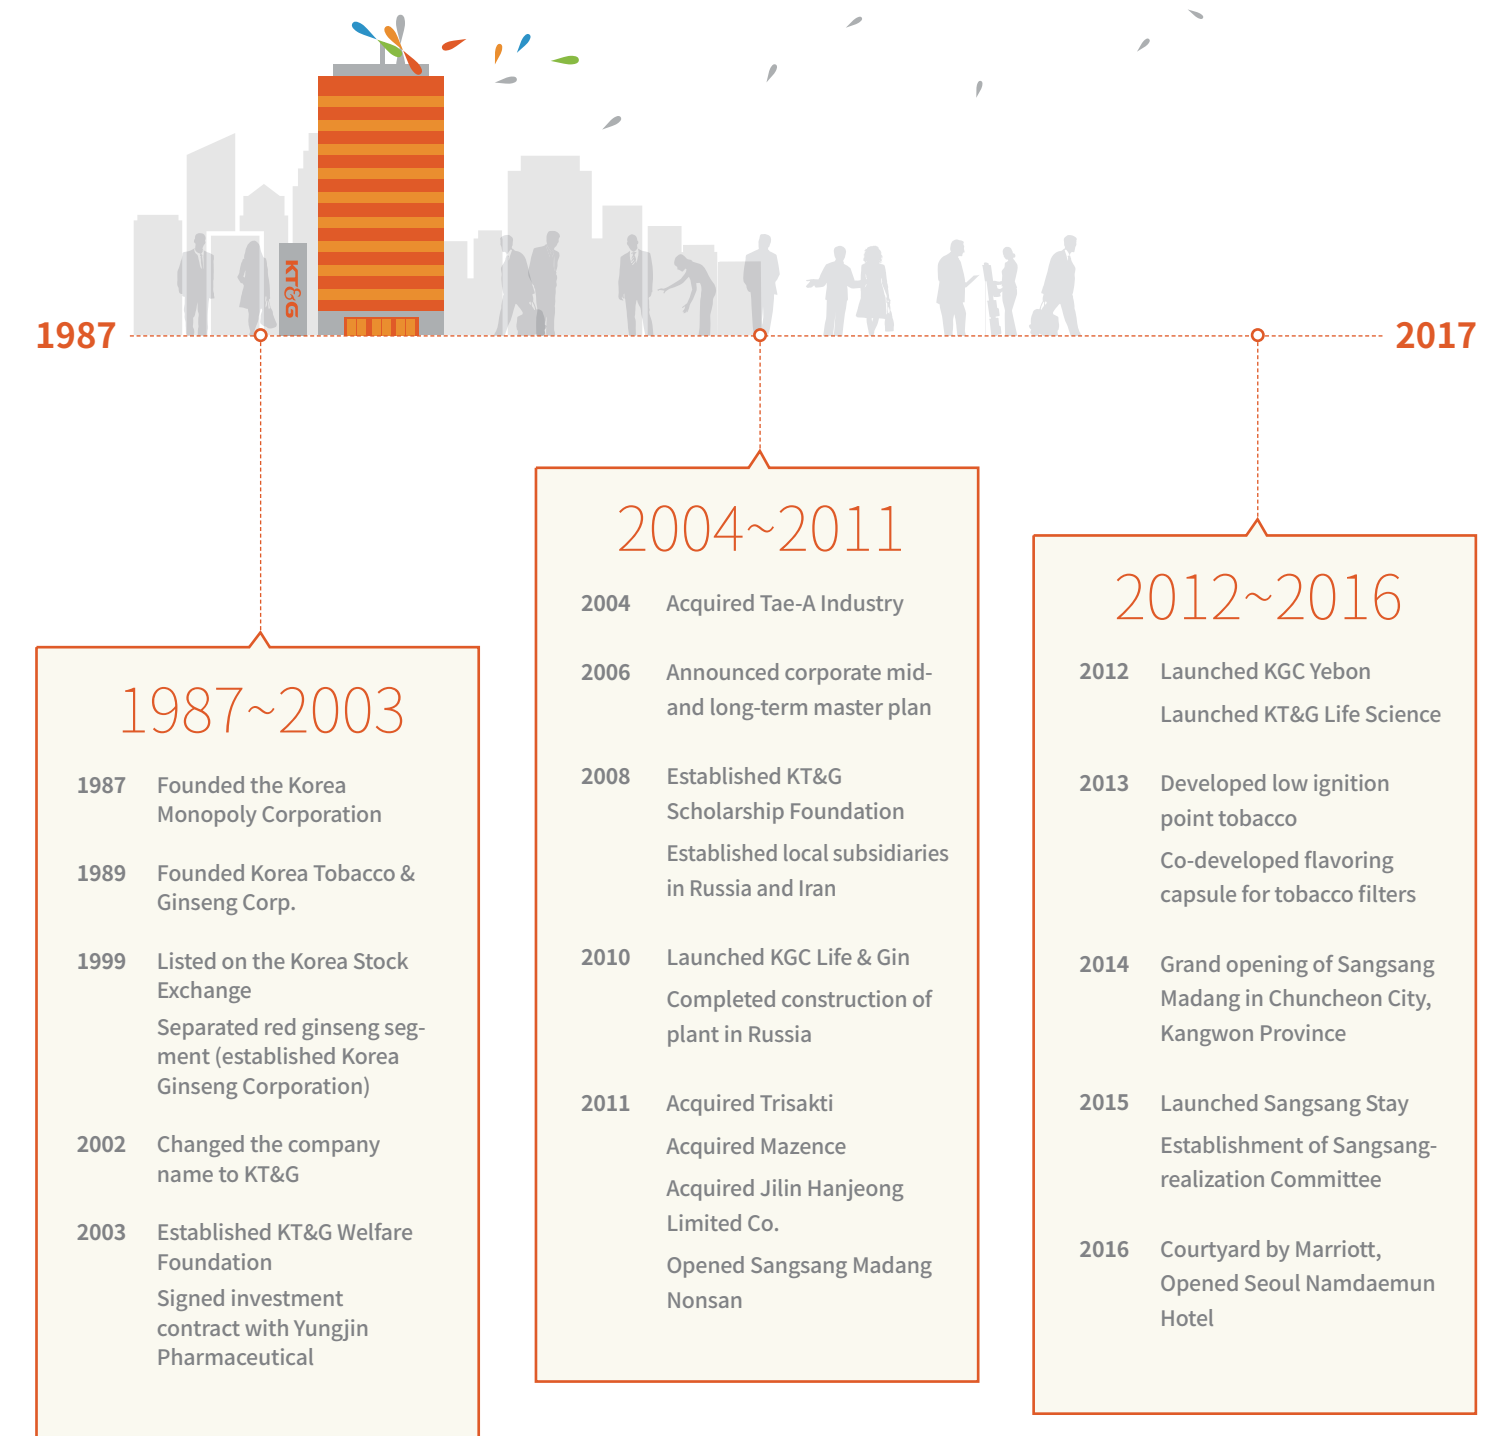 KT&G
1987
2017
1987~2003
1987 Founded the Korea
Monopoly Corporation
1989 Founded Korea Tobacco &
Ginseng Corp.
1999 Listed on the Korea Stock
Exchange
Separated red ginseng seg-
ment (established Korea
Ginseng Corporation)
2002 Changed the company
name to KT&G
2003 Established KT&G Welfare
Foundation
Signed investment
contract with Yungjin
Pharmaceutical
2004~2011
2004 Acquired Tae-A Industry
2006 Announced corporate mid-
and long-term master plan
2008 Established KT&G
Scholarship Foundation
Established local subsidiaries
in Russia and Iran
2010 Launched KGC Life & Gin
Completed construction of
plant in Russia
2011 Acquired Trisakti
Acquired Mazence
Acquired Jilin Hanjeong
Limited Co.
Opened Sangsang Madang
Nonsan
2012~2016
2012 Launched KGC Yebon
Launched KT&G Life Science
2013 Developed low ignition
point tobacco
Co-developed flavoring
capsule for tobacco filters
2014 Grand opening of Sangsang
Madang in Chuncheon City,
Kangwon Province
2015 Launched Sangsang Stay
Establishment of Sangsang-
realization Committee
2016 Courtyard by Marriott,
Opened Seoul Namdaemun
Hotel